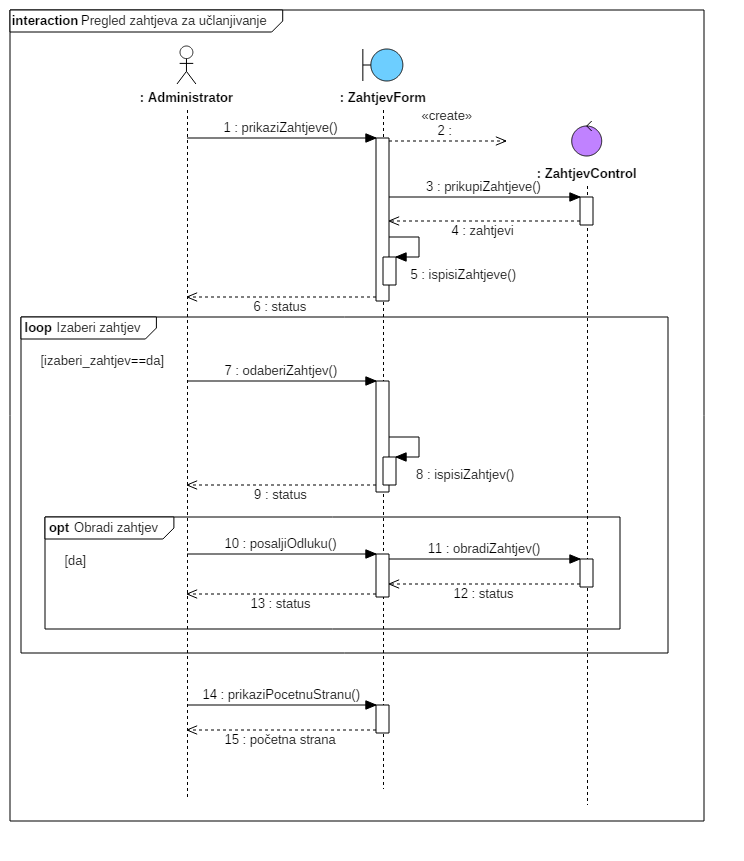 interaction Pregled zahtjeva za učlanjivanje
: Administrator
: ZahtjevForm
«create»
1 : prikaziZahtjeve()
2 :
: ZahtjevControl
3 : prikupiZahtjeve()
4 : zahtjevi
5 : ispisiZahtjeve()
6 : status
loop Izaberi zahtjev
[izaberi_zahtjev==da]
7 : odaberiZahtjev()
8 : ispisiZahtjev()
9 : status
opt Obradi zahtjev
10 : posaljiOdluku()
11 : obradiZahtjev()
[da]
12 : status
13 : status
14 : prikaziPocetnuStranu()
15 : početna strana